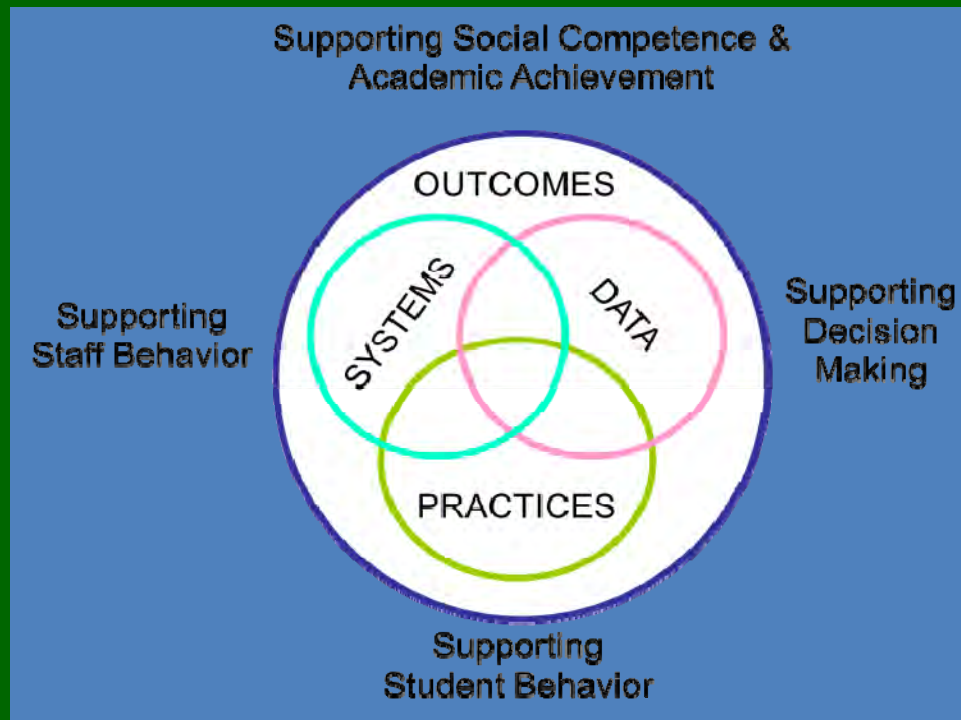 Supporting Social Competence &
Academic Achievement
OUTCOMES
SYSTEMS
DATA
Supporting
Staff Behavior
Supporting
Decision
Making
PRACTICES
Supporting
Student Behavior